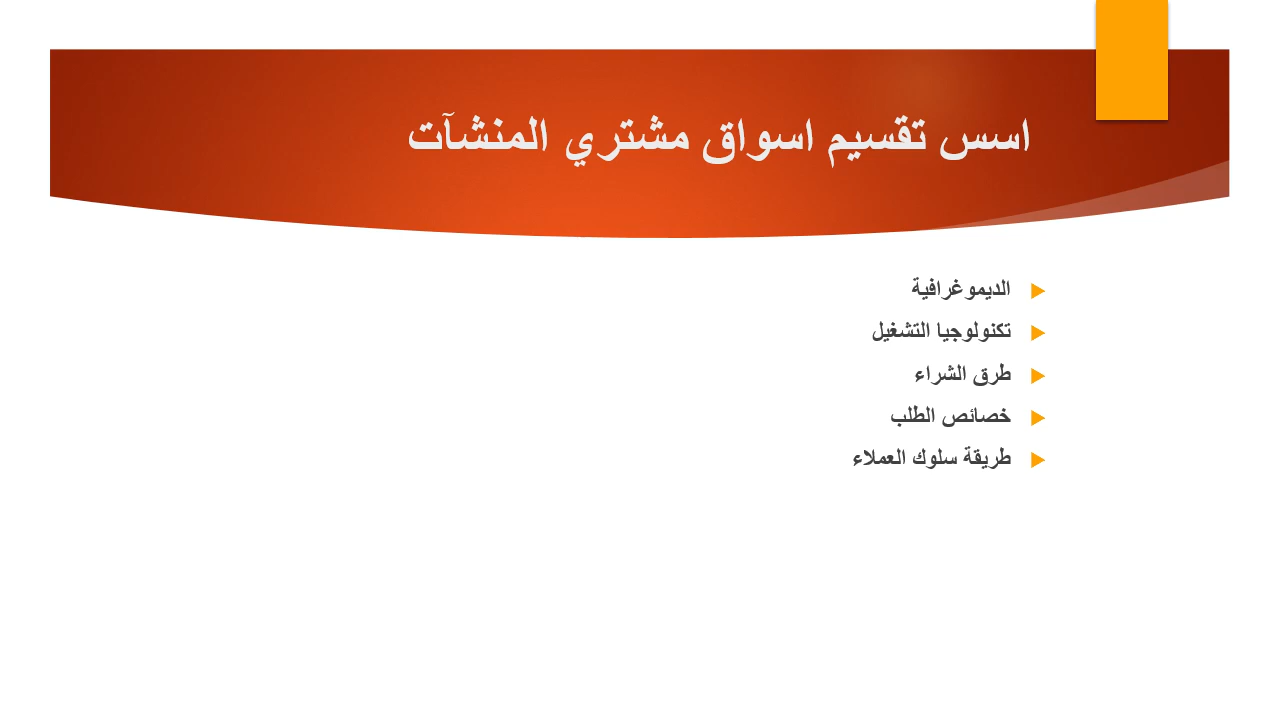 اسس تقسيم اسواق مشتري المنشآت
الديموغرافية
تكنولوجيا التشغيل
طرق الشراء
خصائص الطلب
طريقة سلوك العملاء